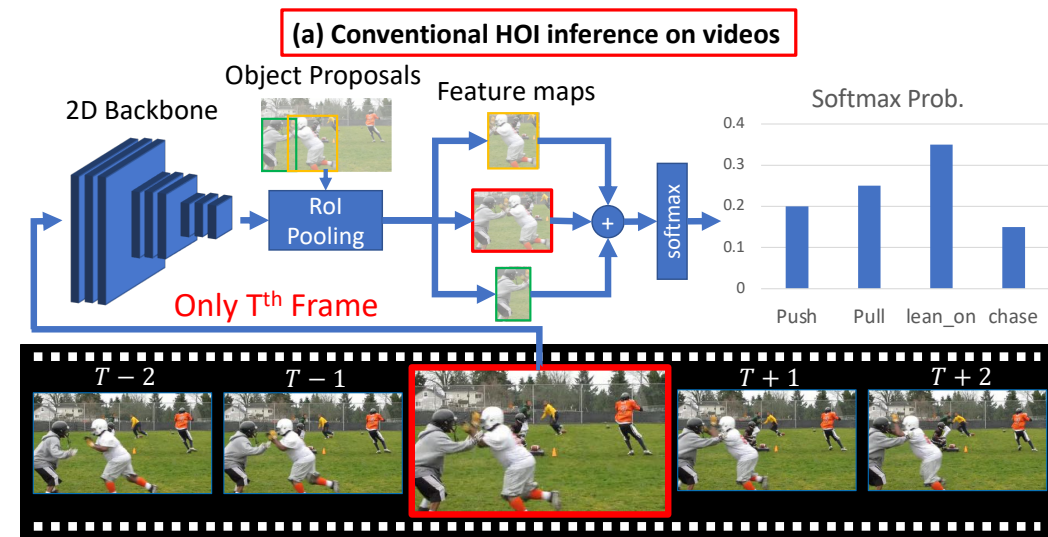 (a) Conventional HOI inference on videos
Object Proposals
2D Backbone
Feature maps
Softmax Prob.
RoI
Pooling
+
softmax
0.4
0.3
0.2
0.1
0
Push Pull lean_on chase
Only Tᵗʰ Frame
T − 2 T − 1 T + 1 T + 2